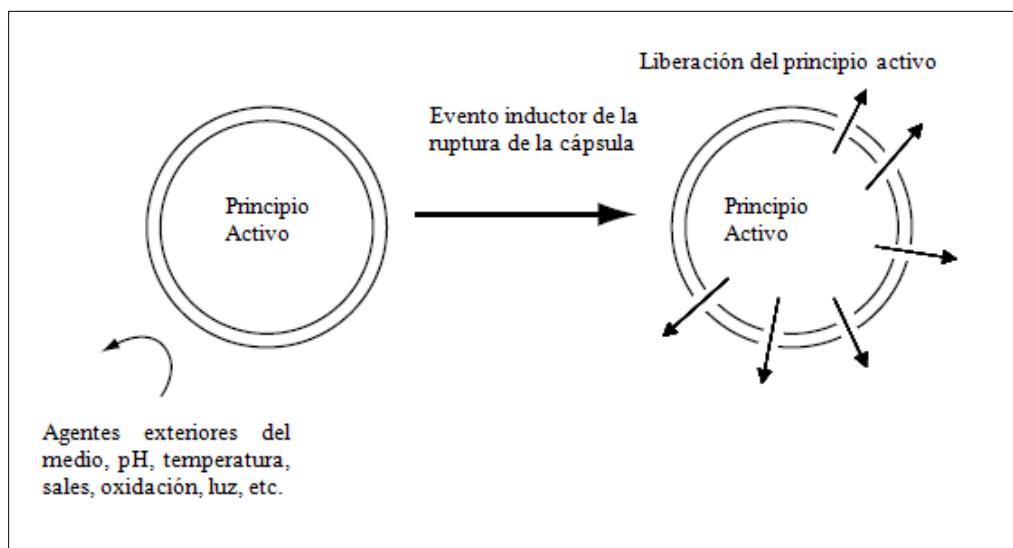 Liberación del principio activo
Evento inductor de la
ruptura de la cápsula
Principio
Activo
Principio
Activo
Agentes exteriores del
medio, pH, temperatura,
sales, oxidación, luz, etc.